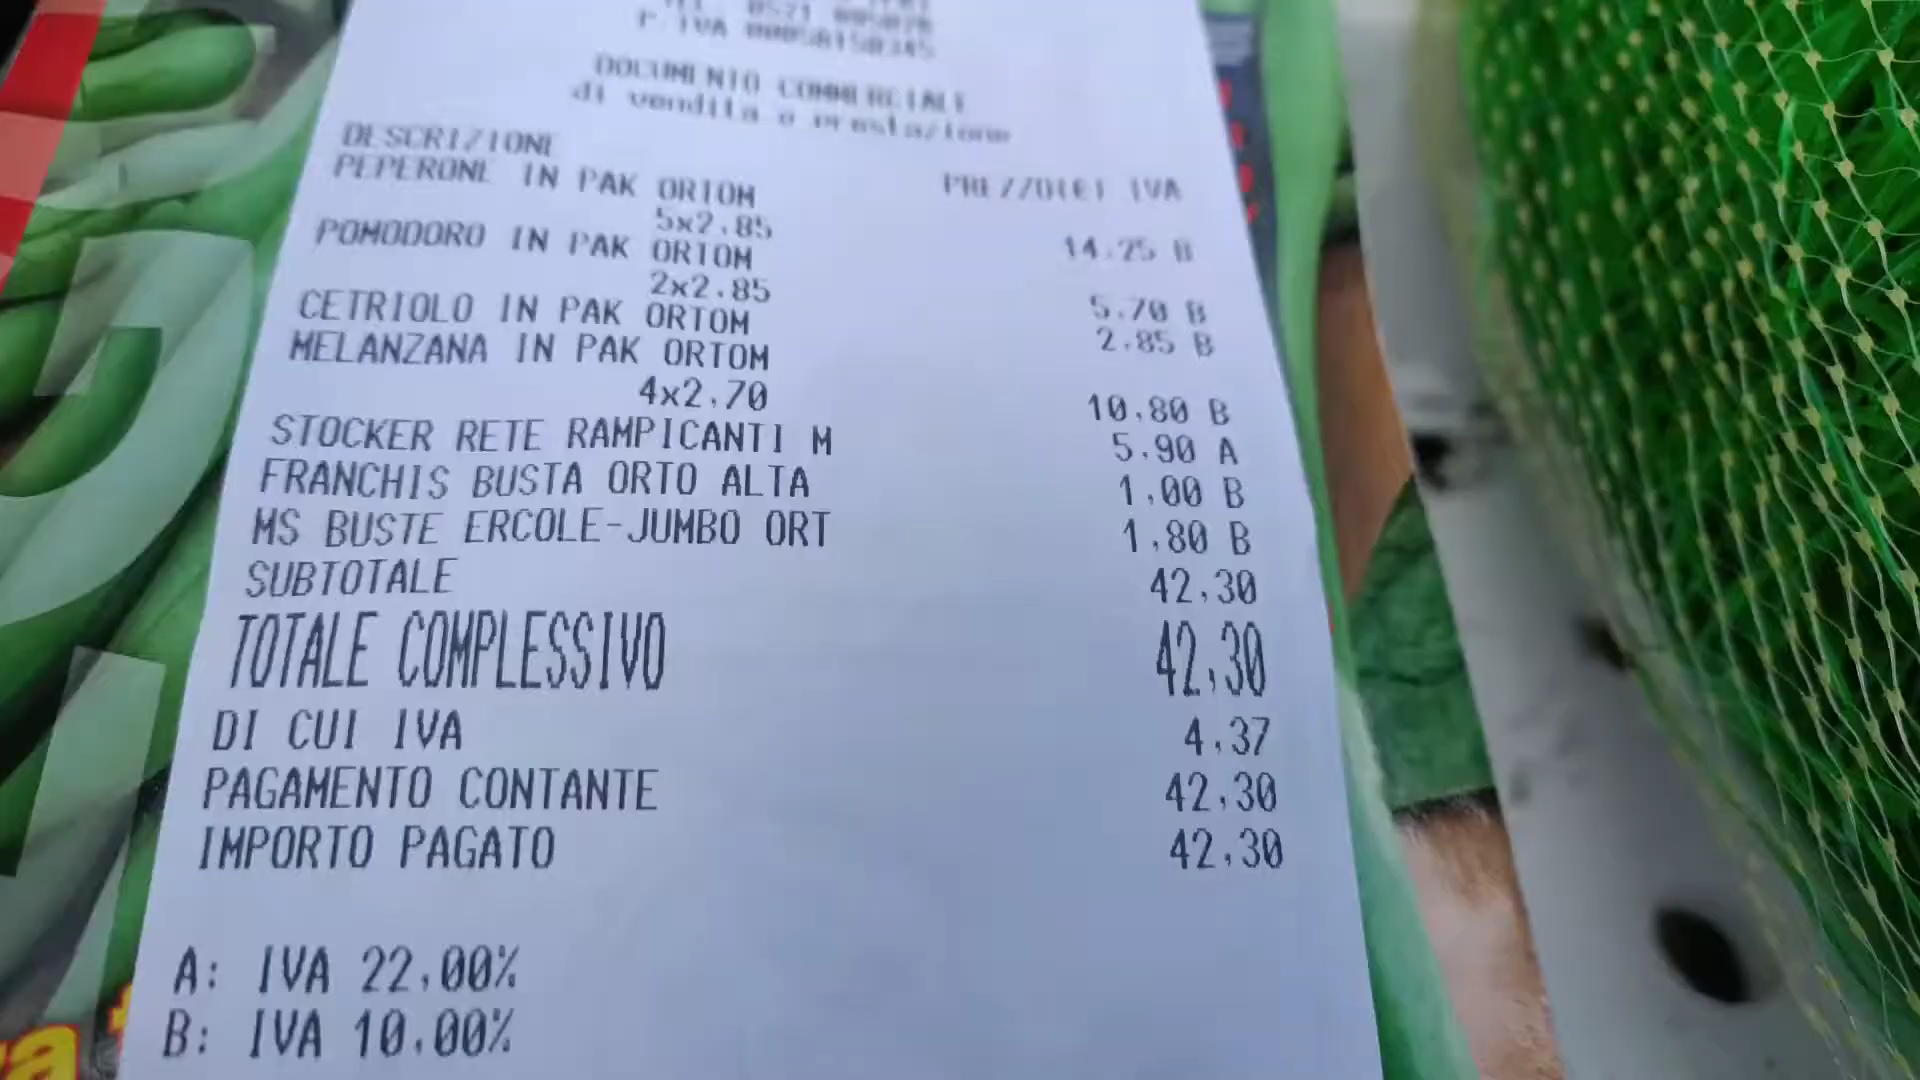 P. IVA
DOCUMENTO COMMERCIALE
di vendita o prestazione
DESCRIZIONE PREZZO(€) IVA
PEPERONE IN PAK ORTOM
5x2.85 14.25 B
POMODORO IN PAK ORTOM
2x2.85 5.70 B
CETRIOLO IN PAK ORTOM 2.85 B
MELANZANA IN PAK ORTOM
4x2.70 10.80 B
STOCKER RETE RAMPICANTI M 5.90 A
FRANCHIS BUSTA ORTO ALTA 1,00 B
MS BUSTE ERCOLE-JUMBO ORT 1,80 B
SUBTOTALE 42,30
TOTALE COMPLESSIVO 42,30
DI CUI IVA 4,37
PAGAMENTO CONTANTE 42,30
IMPORTO PAGATO 42,30
A: IVA 22,00%
B: IVA 10.00%